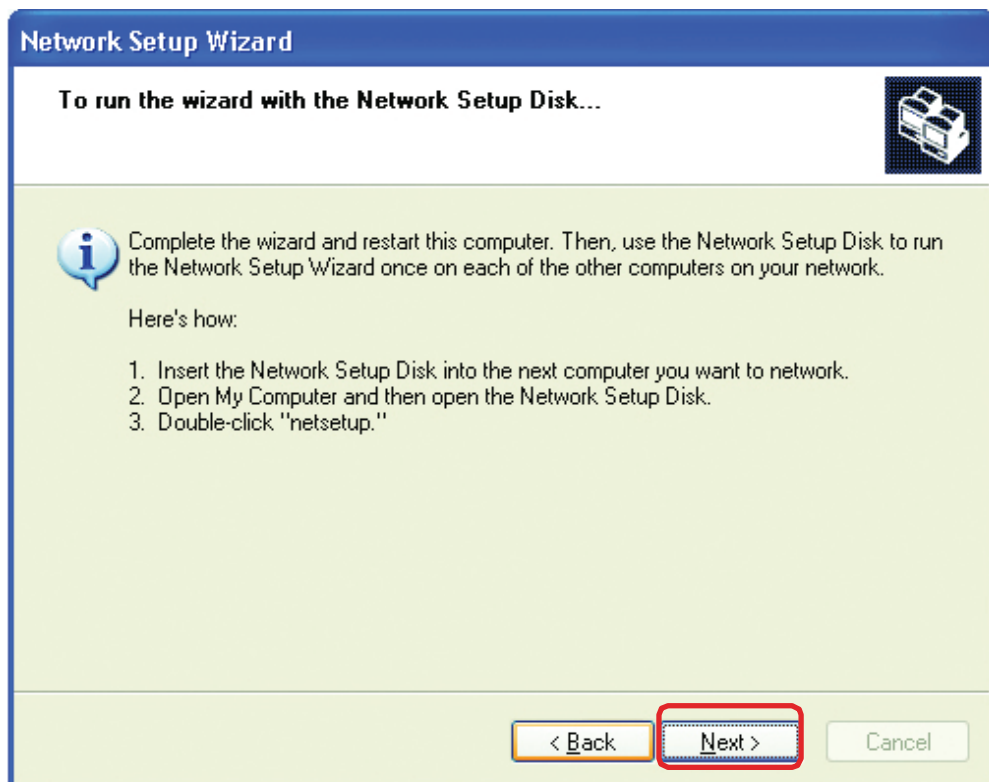 Network Setup Wizard
To run the wizard with the Network Setup Disk...
Complete the wizard and restart this computer. Then, use the Network Setup Disk to run
the Network Setup Wizard once on each of the other computers on your network.
Here's how:
1. Insert the Network Setup Disk into the next computer you want to network.
2. Open My Computer and then open the Network Setup Disk.
3. Double-click "netsetup."
< Back
Next >
Cancel